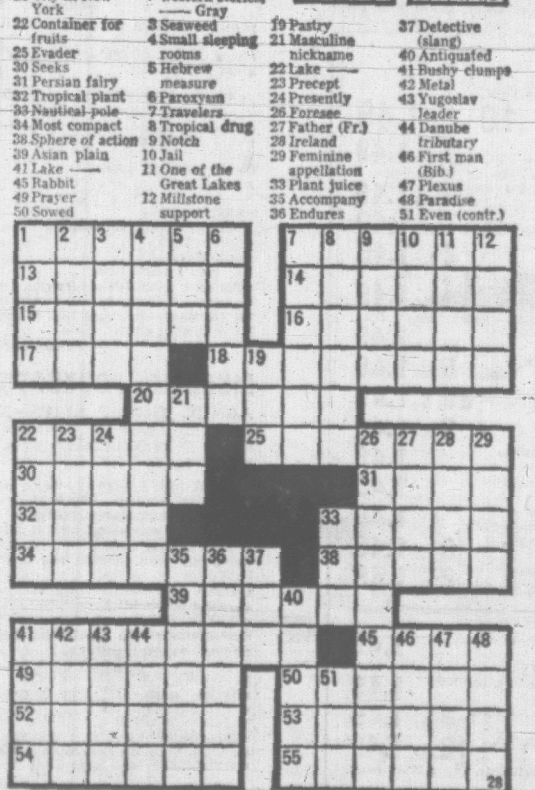 York
22 Container for
fruits
25 Evader
30 Seeks
31 Persian fairy
32 Tropical plant
33 Nautical pole
34 Most compact
38 Sphere of action
39 Asian plain
41 Lake ——
45 Rabbit
49 Prayer
50 Sowed
—— Gray
3 Seaweed
4 Small sleeping
rooms
5 Hebrew
measure
6 Paroxysm
7 Travelers
8 Tropical drug
9 Notch
10 Jail
11 One of the
Great Lakes
12 Millstone
support
19 Pastry
21 Masculine
nickname
22 Lake ——
23 Precept
24 Presently
26 Foresee
27 Father (Fr.)
28 Ireland
29 Feminine
appellation
33 Plant juice
35 Accompany
36 Endures
37 Detective
(slang)
40 Antiquated
41 Bushy clumps
42 Metal
43 Yugoslav
leader
44 Danube
tributary
46 First man
(Bib.)
47 Plexus
48 Paradise
51 Even (contr.)
1 2 3 4 5 6 7 8 9 10 11 12
13 14
15 16
17 18 19
20 21
22 23 24 25 26 27 28 29
30 31
32 33
34 35 36 37 38
39 40
41 42 43 44 45 46 47 48
49 50 51
52 53
54 55
28